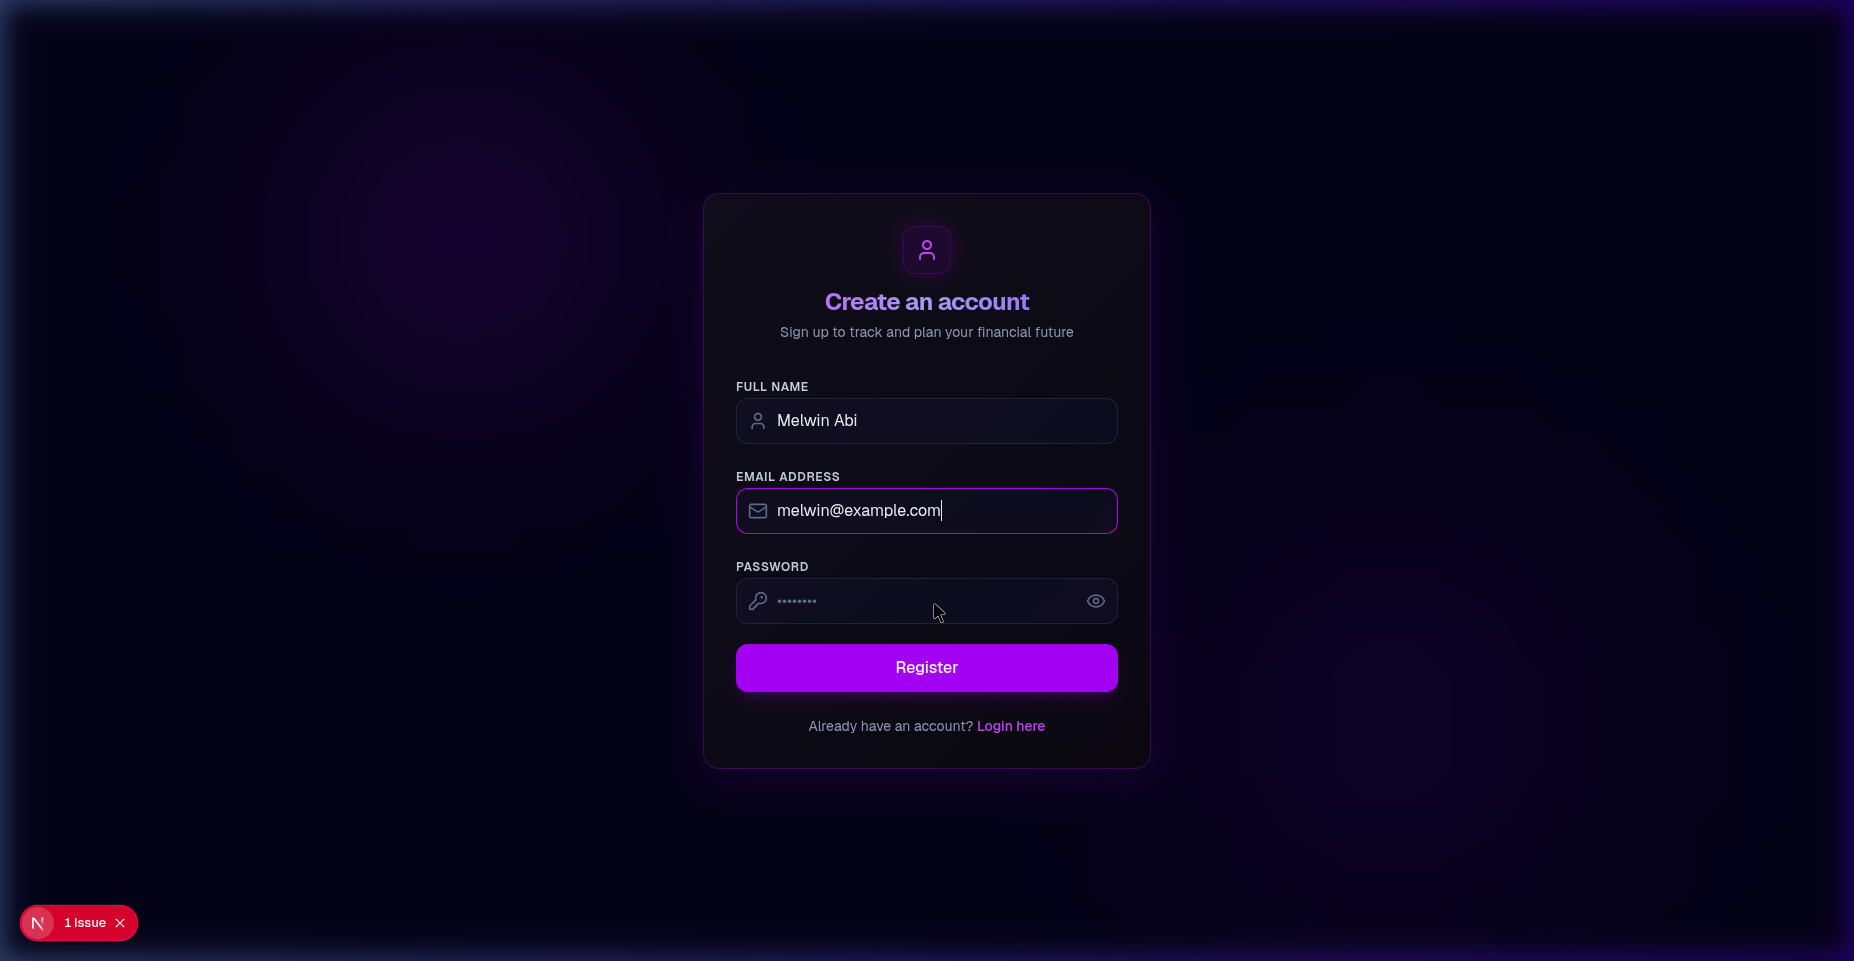 Create an account
Sign up to track and plan your financial future
FULL NAME
Melwin Abi
EMAIL ADDRESS
melwin@example.com
PASSWORD
••••••••
Register
Already have an account? Login here
N 1 Issue